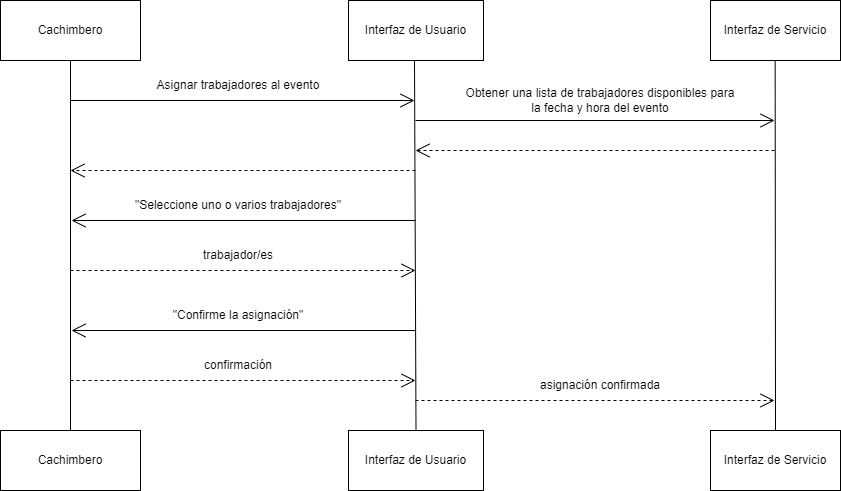 Cachimbero
Interfaz de Usuario
Interfaz de Servicio
Asignar trabajadores al evento
Obtener una lista de trabajadores disponibles para
la fecha y hora del evento
"Seleccione uno o varios trabajadores"
trabajador/es
"Confirme la asignación"
confirmación
asignación confirmada
Cachimbero
Interfaz de Usuario
Interfaz de Servicio